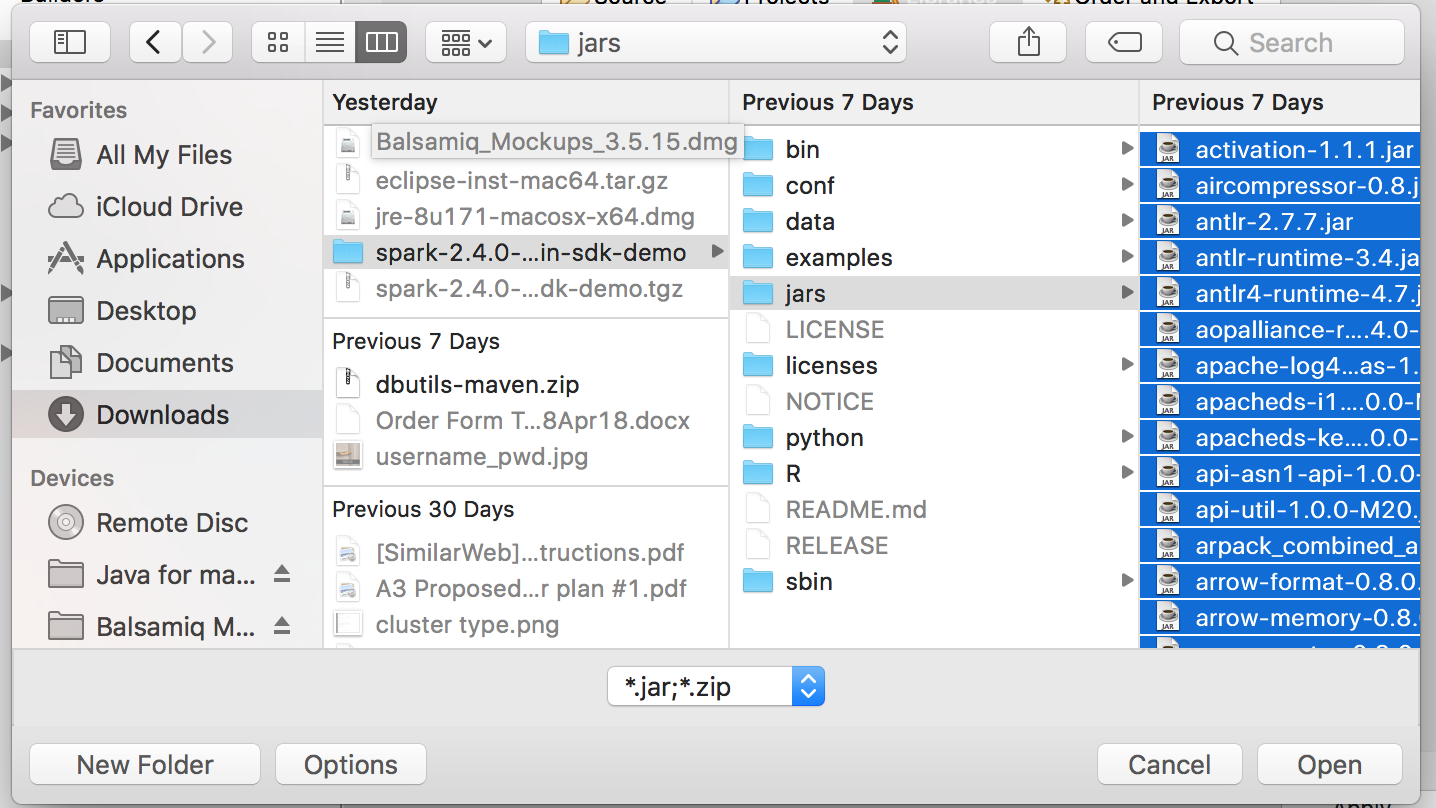 Builders
Source
Projects
Libraries
Order and Export
jars
Search
Favorites
All My Files
iCloud Drive
Applications
Desktop
Documents
Downloads
Devices
Remote Disc
Java for ma...
Balsamiq M...
Yesterday
Balsamiq_Mockups_3.5.15.dmg
eclipse-inst-mac64.tar.gz
jre-8u171-macosx-x64.dmg
spark-2.4.0-...in-sdk-demo
spark-2.4.0-...dk-demo.tgz
Previous 7 Days
dbutils-maven.zip
Order Form T...8Apr18.docx
username_pwd.jpg
Previous 30 Days
[SimilarWeb]...tructions.pdf
A3 Proposed...r plan #1.pdf
cluster type.png
Previous 7 Days
bin
conf
data
examples
jars
LICENSE
licenses
NOTICE
python
R
README.md
RELEASE
sbin
Previous 7 Days
activation-1.1.1.jar
aircompressor-0.8.j
antlr-2.7.7.jar
antlr-runtime-3.4.ja
antlr4-runtime-4.7.j
aopalliance-r....4.0-
apache-log4...as-1.
apacheds-i1....0.0-M
apacheds-ke....0.0-
api-asn1-api-1.0.0-
api-util-1.0.0-M20.
arpack_combined_a
arrow-format-0.8.0.
arrow-memory-0.8.
*.jar;*.zip
New Folder
Options
Cancel
Open
Apply